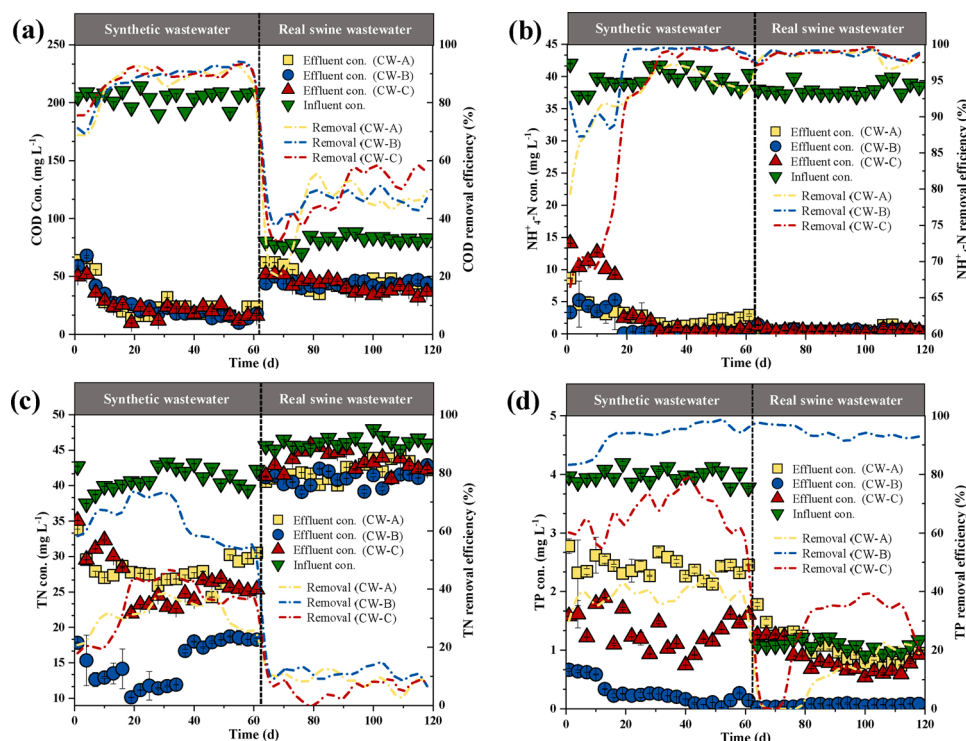 (a)
Synthetic wastewater Real swine wastewater
250
200
150
100
50
0
COD Con. (mg L-1)
Effluent con. (CW-A)
Effluent con. (CW-B)
Effluent con. (CW-C)
Influent con.
Removal (CW-A)
Removal (CW-B)
Removal (CW-C)
100
80
60
40
20
0
COD removal efficiency (%)
0 20 40 60 80 100 120
Time (d)
(b)
Synthetic wastewater Real swine wastewater
45
40
35
30
25
20
15
10
5
0
NH+4-N con. (mg L-1)
Effluent con. (CW-A)
Effluent con. (CW-B)
Effluent con. (CW-C)
Influent con.
Removal (CW-A)
Removal (CW-B)
Removal (CW-C)
100
95
90
85
80
75
70
65
60
NH+-N removal efficiency (%)
0 20 40 60 80 100 120
Time (d)
(c)
Synthetic wastewater Real swine wastewater
50
45
40
35
30
25
20
15
10
TN con. (mg L-1)
Effluent con. (CW-A)
Effluent con. (CW-B)
Effluent con. (CW-C)
Influent con.
Removal (CW-A)
Removal (CW-B)
Removal (CW-C)
100
80
60
40
20
0
TN removal efficiency (%)
0 20 40 60 80 100 120
Time (d)
(d)
Synthetic wastewater Real swine wastewater
5
4
3
2
1
0
TP con. (mg L-1)
Effluent con. (CW-A)
Effluent con. (CW-B)
Effluent con. (CW-C)
Influent con.
Removal (CW-A)
Removal (CW-B)
Removal (CW-C)
100
80
60
40
20
0
TP removal efficiency (%)
0 20 40 60 80 100 120
Time (d)